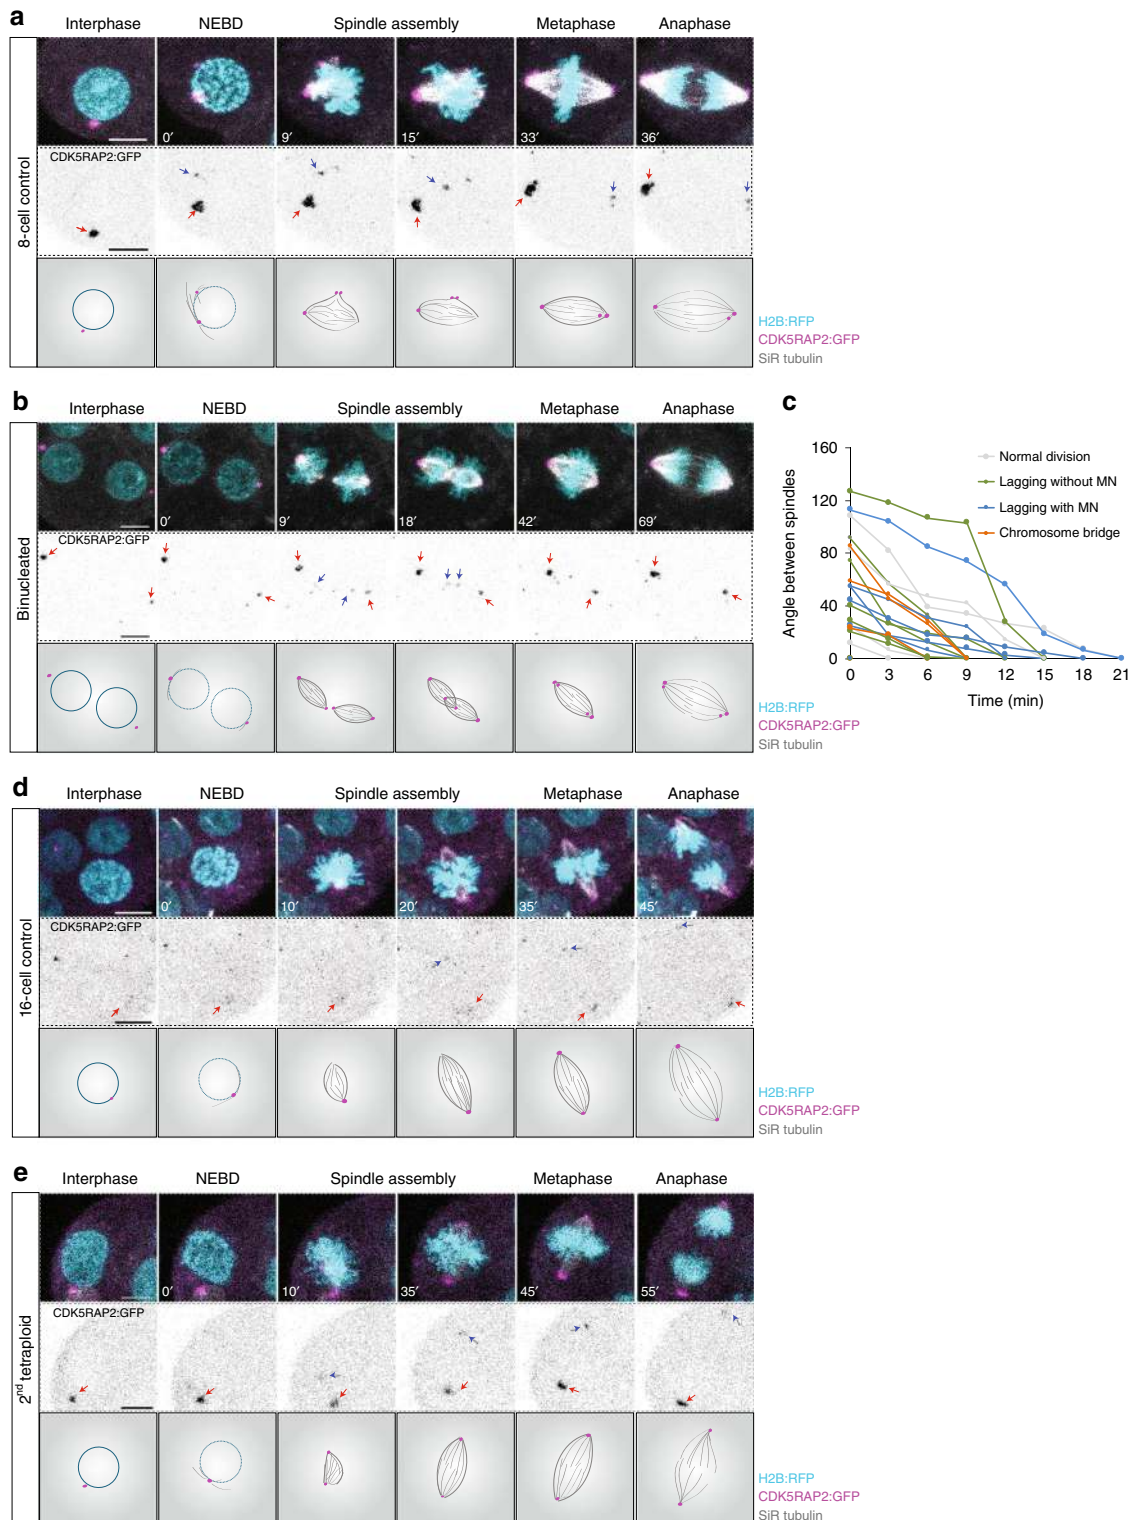 a
Interphase NEBD Spindle assembly Metaphase Anaphase
8-cell control
0′ 9′ 15′ 33′ 36′
CDK5RAP2:GFP
H2B:RFP
CDK5RAP2:GFP
SiR tubulin
b
Interphase NEBD Spindle assembly Metaphase Anaphase
Binucleated
0′ 9′ 18′ 42′ 69′
CDK5RAP2:GFP
H2B:RFP
CDK5RAP2:GFP
SiR tubulin
c
Angle between spindles
160
120
80
40
0
0 3 6 9 12 15 18 21
Time (min)
Normal division
Lagging without MN
Lagging with MN
Chromosome bridge
d
Interphase NEBD Spindle assembly Metaphase Anaphase
16-cell control
0′ 10′ 20′ 35′ 45′
CDK5RAP2:GFP
H2B:RFP
CDK5RAP2:GFP
SiR tubulin
e
Interphase NEBD Spindle assembly Metaphase Anaphase
2nd tetraploid
0′ 10′ 35′ 45′ 55′
CDK5RAP2:GFP
H2B:RFP
CDK5RAP2:GFP
SiR tubulin